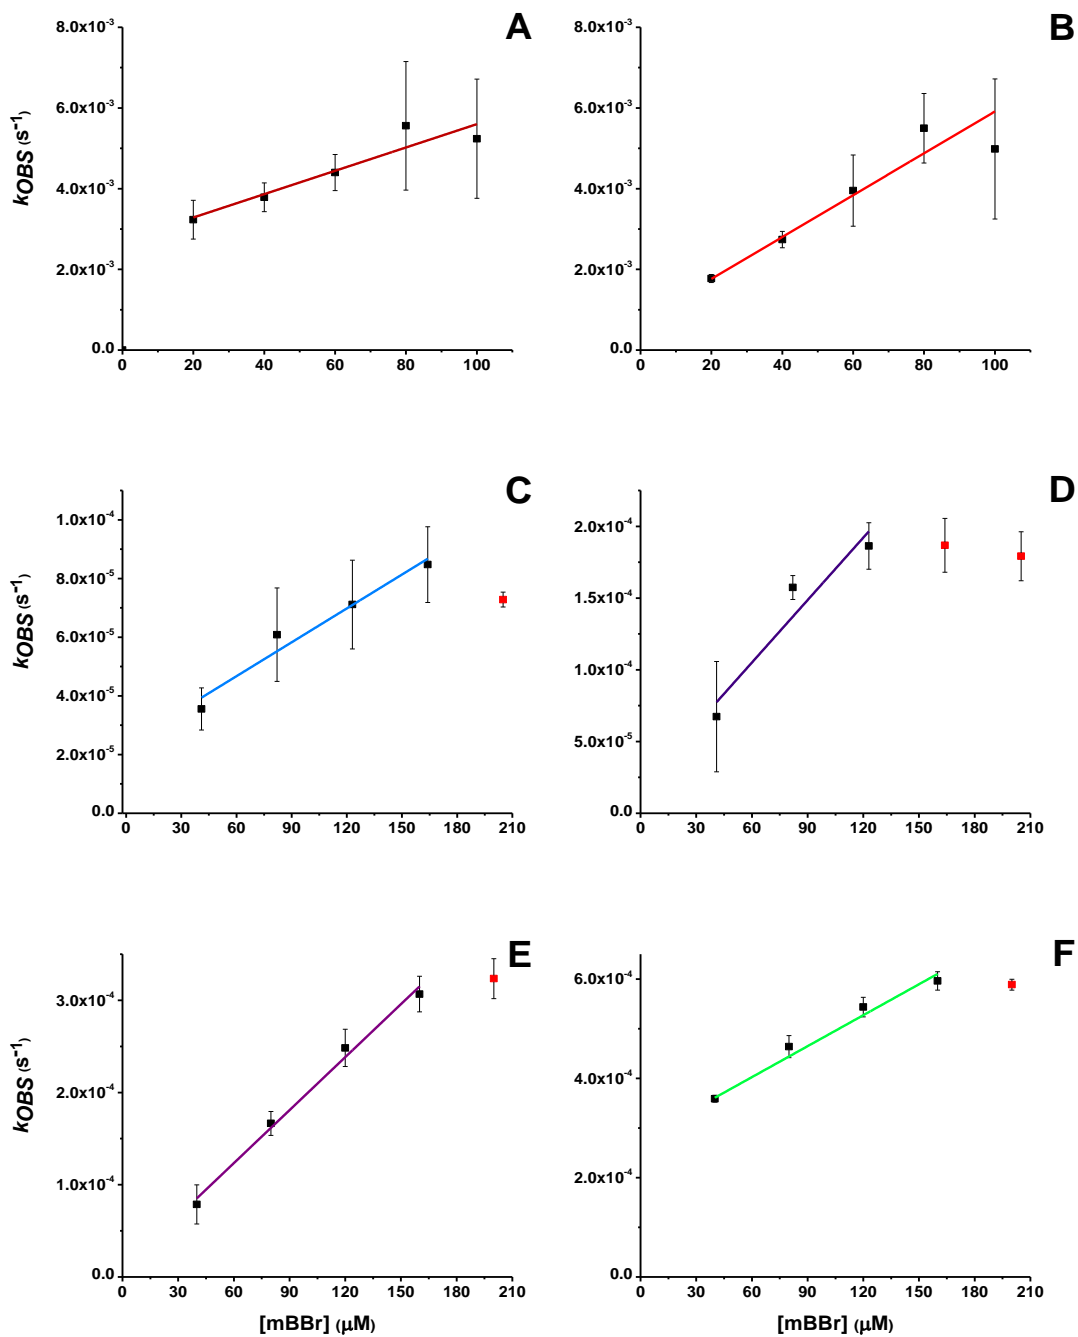 A
8.0x10⁻³
6.0x10⁻³
4.0x10⁻³
2.0x10⁻³
0.0
kOBS (s⁻¹)
0 20 40 60 80 100
B
8.0x10⁻³
6.0x10⁻³
4.0x10⁻³
2.0x10⁻³
0.0
0 20 40 60 80 100
C
1.0x10⁻⁴
8.0x10⁻⁵
6.0x10⁻⁵
4.0x10⁻⁵
2.0x10⁻⁵
0.0
kOBS (s⁻¹)
0 30 60 90 120 150 180 210
D
2.0x10⁻⁴
1.5x10⁻⁴
1.0x10⁻⁴
5.0x10⁻⁵
0.0
0 30 60 90 120 150 180 210
E
3.0x10⁻⁴
2.0x10⁻⁴
1.0x10⁻⁴
0.0
kOBS (s⁻¹)
0 30 60 90 120 150 180 210
[mBBr] (µM)
F
6.0x10⁻⁴
4.0x10⁻⁴
2.0x10⁻⁴
0.0
0 30 60 90 120 150 180 210
[mBBr] (µM)